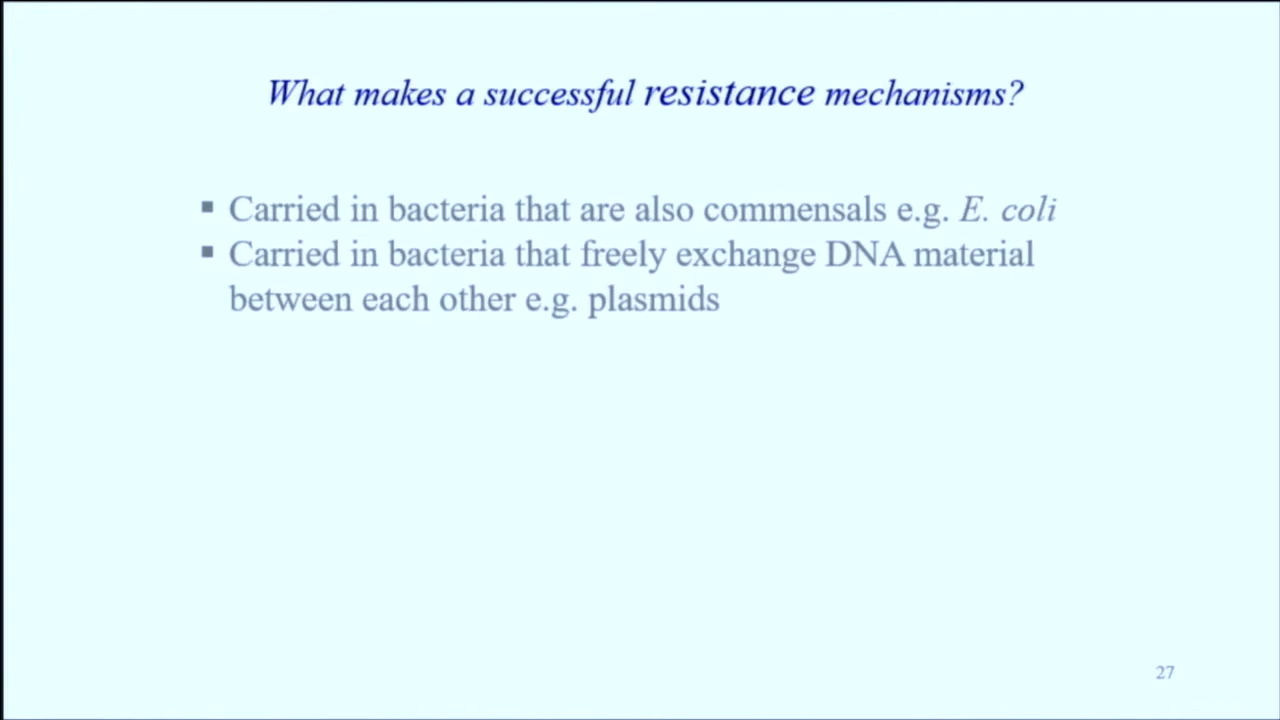 What makes a successful resistance mechanisms?
▪ Carried in bacteria that are also commensals e.g. E. coli
▪ Carried in bacteria that freely exchange DNA material
between each other e.g. plasmids
27